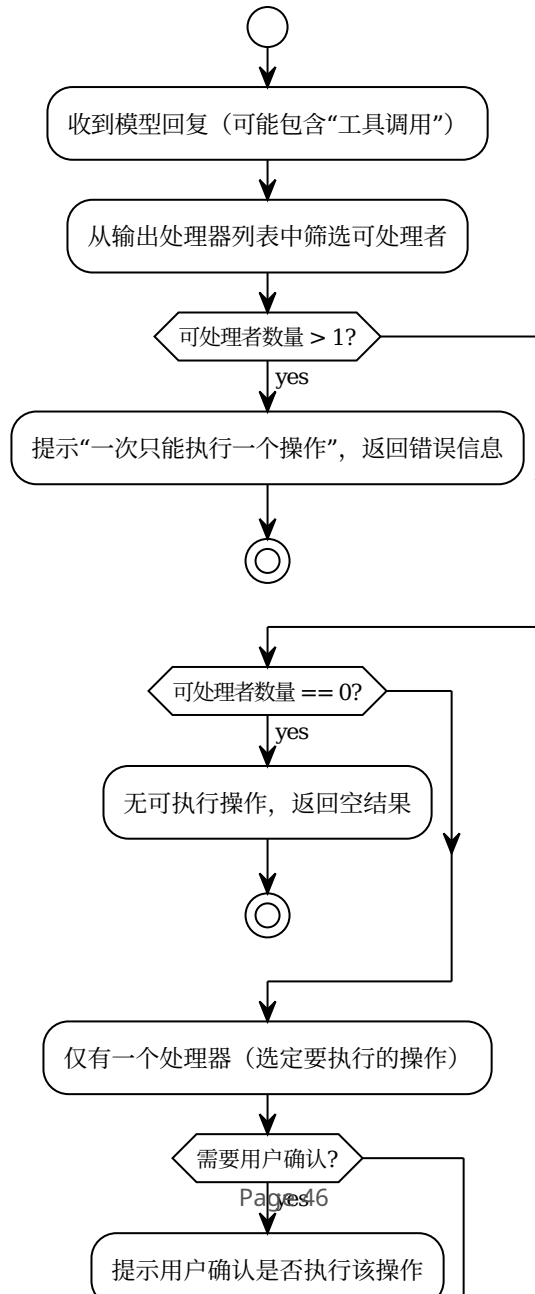 收到模型回复（可能包含“工具调用”）
从输出处理器列表中筛选可处理者
可处理者数量 > 1?
yes
提示“一次只能执行一个操作”，返回错误信息
可处理者数量 == 0?
yes
无可执行操作，返回空结果
仅有一个处理器（选定要执行的操作）
需要用户确认?
Page 46
yes
提示用户确认是否执行该操作